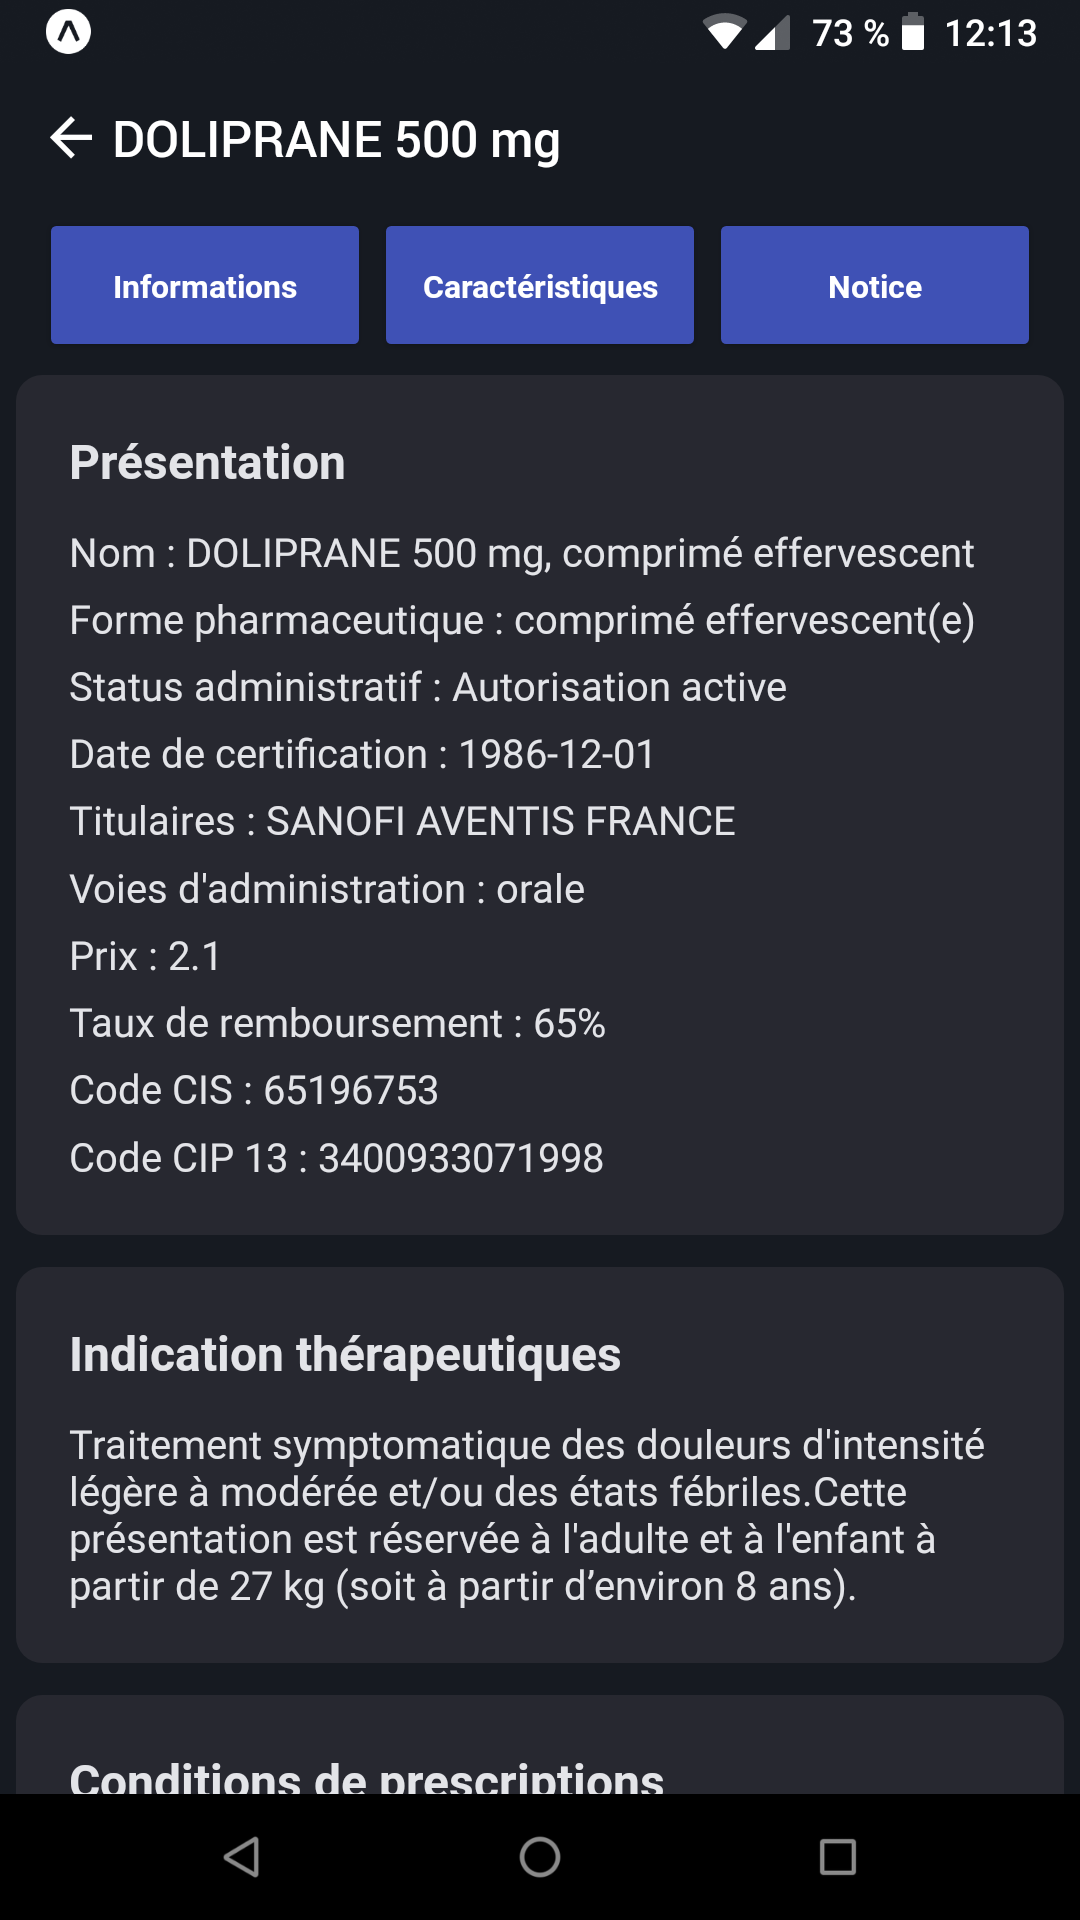 73 % 12:13
DOLIPRANE 500 mg
Informations Caractéristiques Notice
Présentation
Nom : DOLIPRANE 500 mg, comprimé effervescent
Forme pharmaceutique : comprimé effervescent(e)
Status administratif : Autorisation active
Date de certification : 1986-12-01
Titulaires : SANOFI AVENTIS FRANCE
Voies d'administration : orale
Prix : 2.1
Taux de remboursement : 65%
Code CIS : 65196753
Code CIP 13 : 3400933071998
Indication thérapeutiques
Traitement symptomatique des douleurs d'intensité
légère à modérée et/ou des états fébriles.Cette
présentation est réservée à l'adulte et à l'enfant à
partir de 27 kg (soit à partir d’environ 8 ans).
Conditions de prescriptions